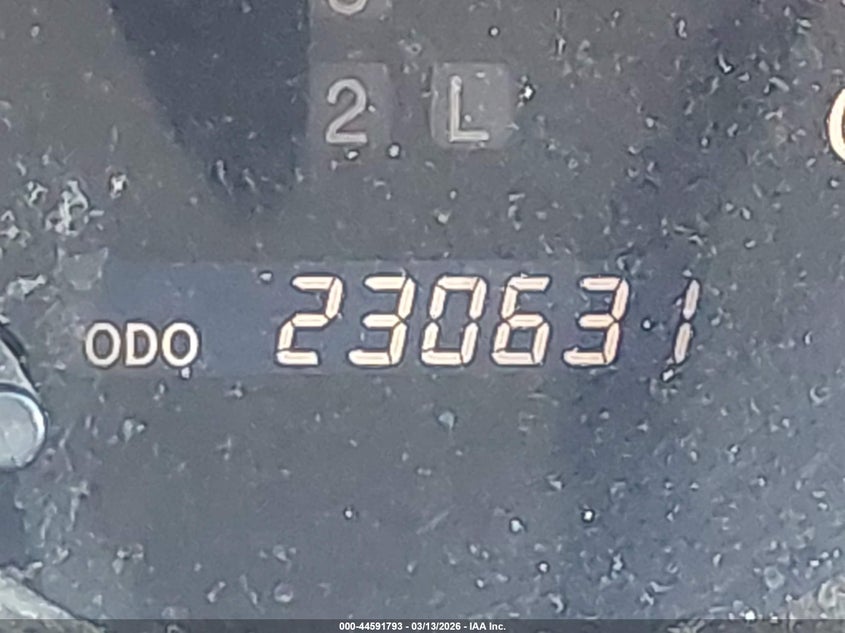 2 L
ODO 230631
000-44591793 - 03/13/2026 - IAA Inc.